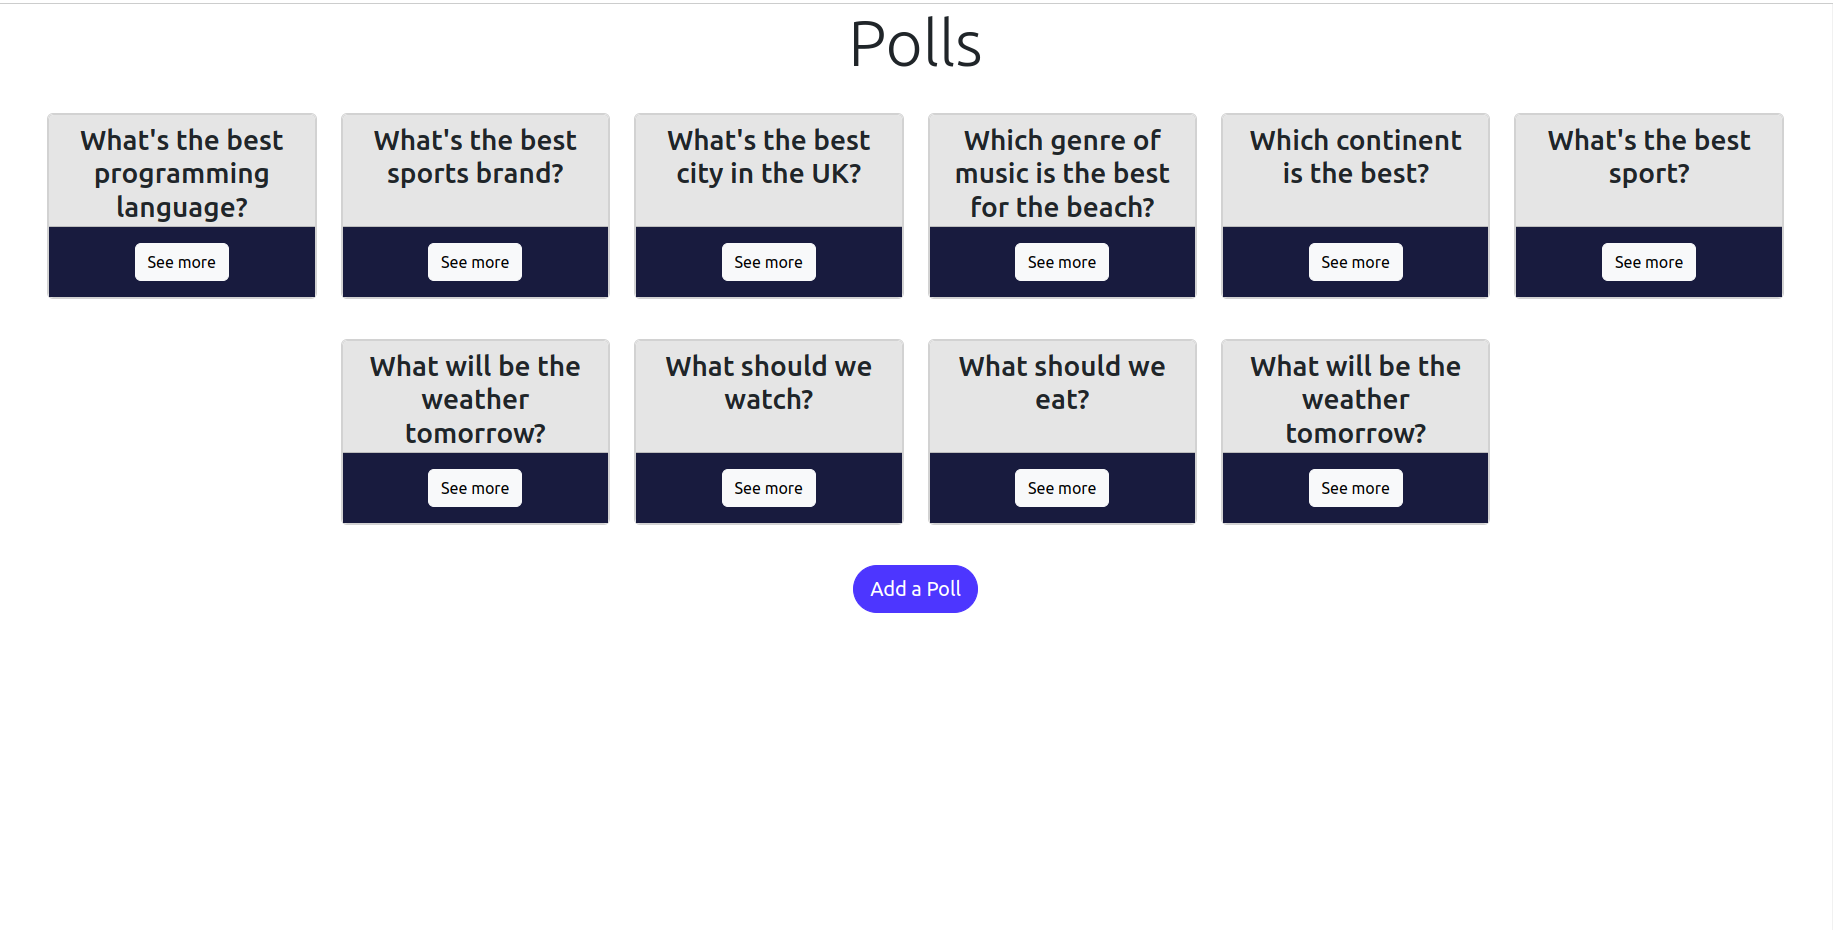 Polls
What's the best
programming
language?
See more
What's the best
sports brand?
See more
What's the best
city in the UK?
See more
Which genre of
music is the best
for the beach?
See more
Which continent
is the best?
See more
What's the best
sport?
See more
What will be the
weather
tomorrow?
See more
What should we
watch?
See more
What should we
eat?
See more
What will be the
weather
tomorrow?
See more
Add a Poll